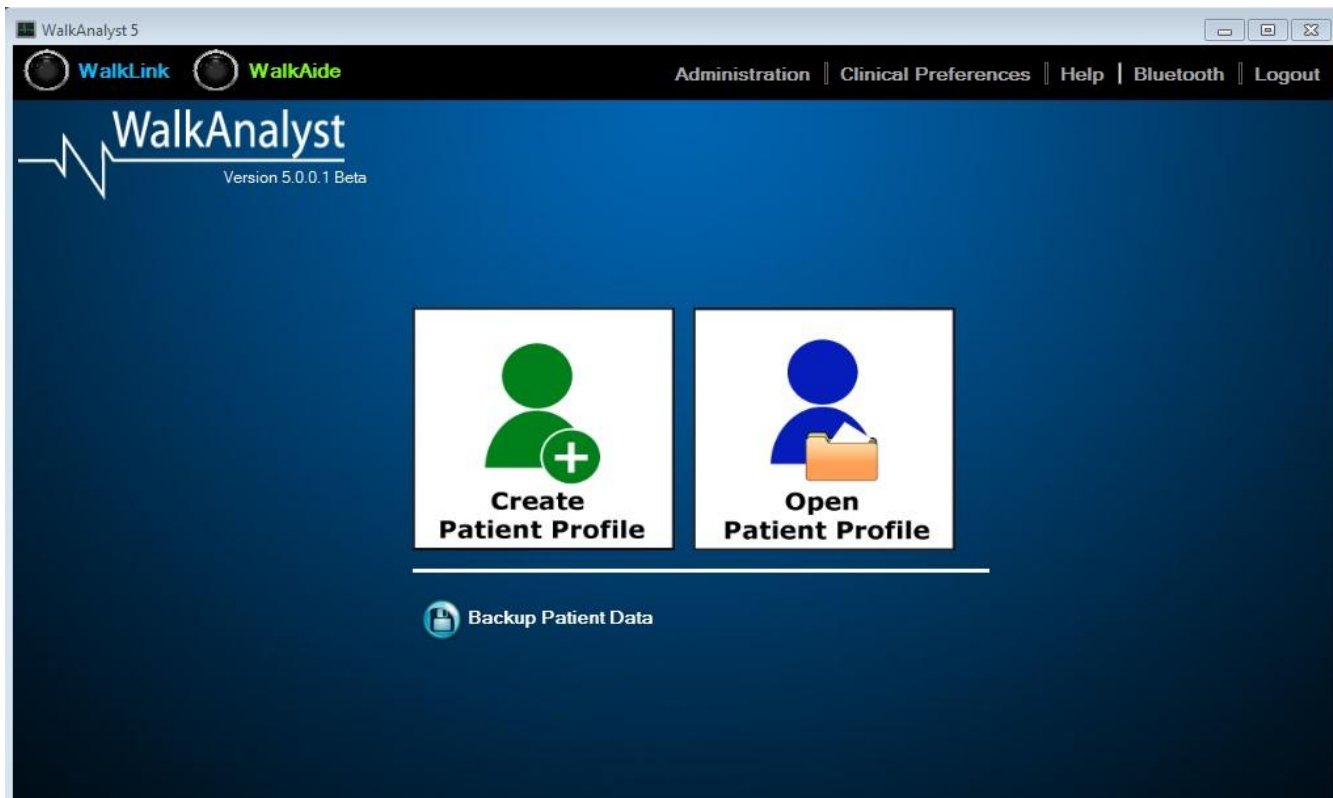 WalkAnalyst 5
WalkLink WalkAide Administration Clinical Preferences Help Bluetooth Logout
WalkAnalyst
Version 5.0.0.1 Beta
Create
Patient Profile
Open
Patient Profile
Backup Patient Data